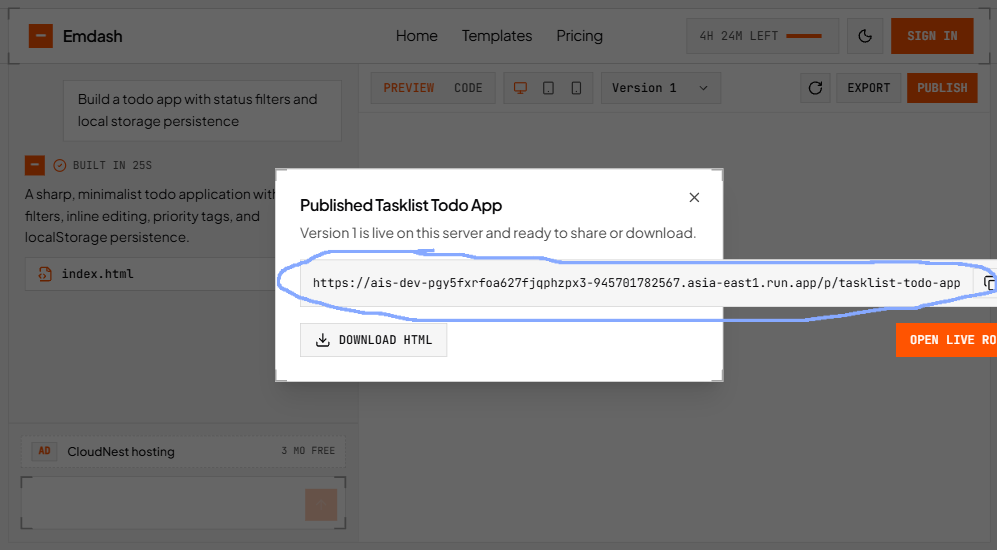 Emdash
Home Templates Pricing
4H 24M LEFT
SIGN IN
Build a todo app with status filters and
local storage persistence
BUILT IN 25S
A sharp, minimalist todo application with
filters, inline editing, priority tags, and
localStorage persistence.
index.html
PREVIEW CODE
Version 1
EXPORT
PUBLISH
Published Tasklist Todo App
Version 1 is live on this server and ready to share or download.
https://ais-dev-pgy5fxrfoa627fjqphzpx3-945701782567.asia-east1.run.app/p/tasklist-todo-app
DOWNLOAD HTML
OPEN LIVE RO
AD CloudNest hosting 3 MO FREE